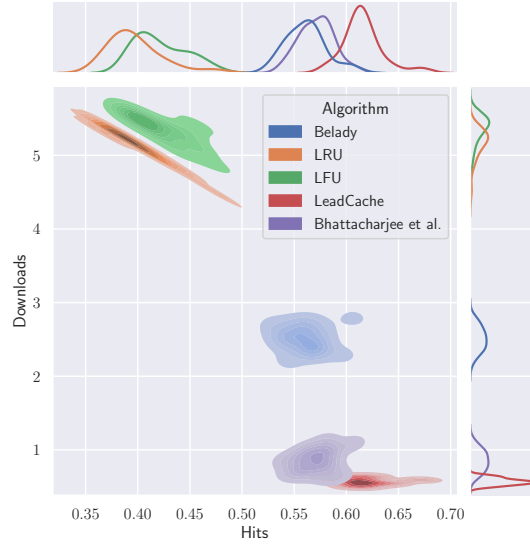 Algorithm
Belady
LRU
LFU
LeadCache
Bhattacharjee et al.
Downloads
5
4
3
2
1
0.35 0.40 0.45 0.50 0.55 0.60 0.65 0.70
Hits